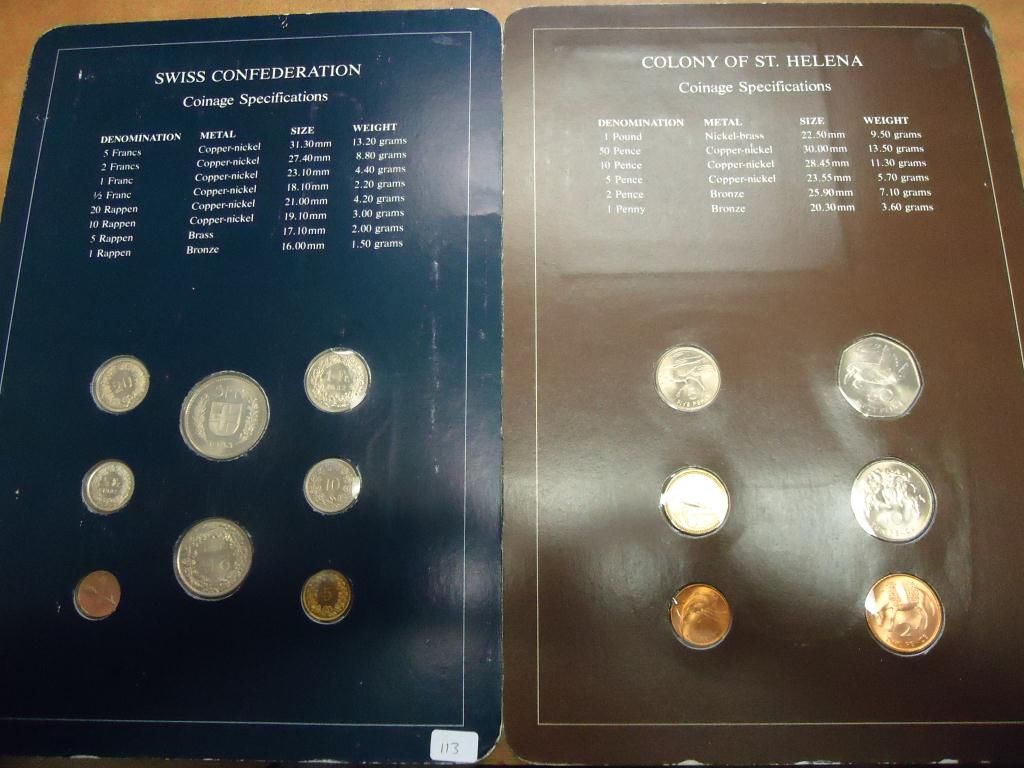 SWISS CONFEDERATION
Coinage Specifications
DENOMINATION METAL SIZE WEIGHT
5 Francs Copper-nickel 31.30mm 13.20 grams
2 Francs Copper-nickel 27.40mm 8.80 grams
1 Franc Copper-nickel 23.10mm 4.40 grams
½ Franc Copper-nickel 18.10mm 2.20 grams
20 Rappen Copper-nickel 21.00mm 4.20 grams
10 Rappen Copper-nickel 19.10mm 3.00 grams
5 Rappen Brass 17.10mm 2.00 grams
1 Rappen Bronze 16.00mm 1.50 grams
20
10
5
113
COLONY OF ST. HELENA
Coinage Specifications
DENOMINATION METAL SIZE WEIGHT
1 Pound Nickel-brass 22.50mm 9.50 grams
50 Pence Copper-nickel 30.00mm 13.50 grams
10 Pence Copper-nickel 28.45mm 11.30 grams
5 Pence Copper-nickel 23.55mm 5.70 grams
2 Pence Bronze 25.90mm 7.10 grams
1 Penny Bronze 20.30mm 3.60 grams